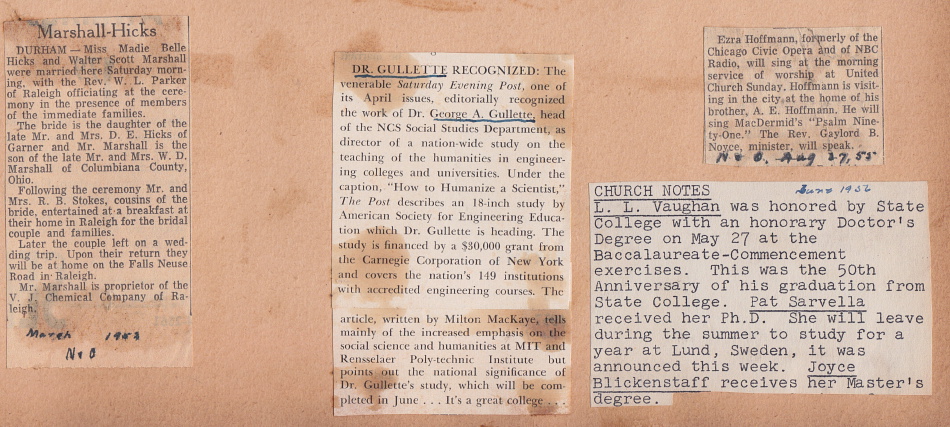 Marshall-Hicks
DURHAM — Miss Madie Belle
Hicks and Walter Scott Marshall
were married here Saturday morn-
ing, with the Rev. W. L. Parker
of Raleigh officiating at the cere-
mony in the presence of members
of the immediate families.
The bride is the daughter of the
late Mr. and Mrs. D. E. Hicks of
Garner and Mr. Marshall is the
son of the late Mr. and Mrs. W. D.
Marshall of Columbiana County,
Ohio.
Following the ceremony Mr. and
Mrs. R. B. Stokes, cousins of the
bride, entertained at a breakfast at
their home in Raleigh for the bridal
couple and families.
Later the couple left on a wed-
ding trip. Upon their return they
will be at home on the Falls Neuse
Road in Raleigh.
Mr. Marshall is proprietor of the
V. J. Chemical Company of Ra-
leigh.
March
N & O
DR. GULLETTE RECOGNIZED: The
venerable Saturday Evening Post, one of
its April issues, editorially recognized
the work of Dr. George A. Gullette, head
of the NCS Social Studies Department, as
director of a nation-wide study on the
teaching of the humanities in engineer-
ing colleges and universities. Under the
caption, "How to Humanize a Scientist,"
The Post describes an 18-inch study by
American Society for Engineering Educa-
tion which Dr. Gullette is heading. The
study is financed by a $30,000 grant from
the Carnegie Corporation of New York
and covers the nation's 149 institutions
with accredited engineering courses. The
article, written by Milton MacKaye, tells
mainly of the increased emphasis on the
social science and humanities at MIT and
Rensselaer Poly-technic Institute but
points out the national significance of
Dr. Gullette's study, which will be com-
pleted in June . . . It's a great college . . .
Ezra Hoffmann, formerly of the
Chicago Civic Opera and of NBC
Radio, will sing at the morning
service of worship at United
Church Sunday. Hoffmann is visit-
ing in the city at the home of his
brother, A. E. Hoffmann. He will
sing MacDermid's "Psalm Nine-
ty-One." The Rev. Gaylord B.
Noyce, minister, will speak.
N & O, Aug 27, 55
CHURCH NOTES June 1956
L. L. Vaughan was honored by State
College with an honorary Doctor's
Degree on May 27 at the
Baccalaureate-Commencement
exercises. This was the 50th
Anniversary of his graduation from
State College. Pat Sarvella
received her Ph.D. She will leave
during the summer to study for a
year at Lund, Sweden, it was
announced this week. Joyce
Blickenstaff receives her Master's
degree.